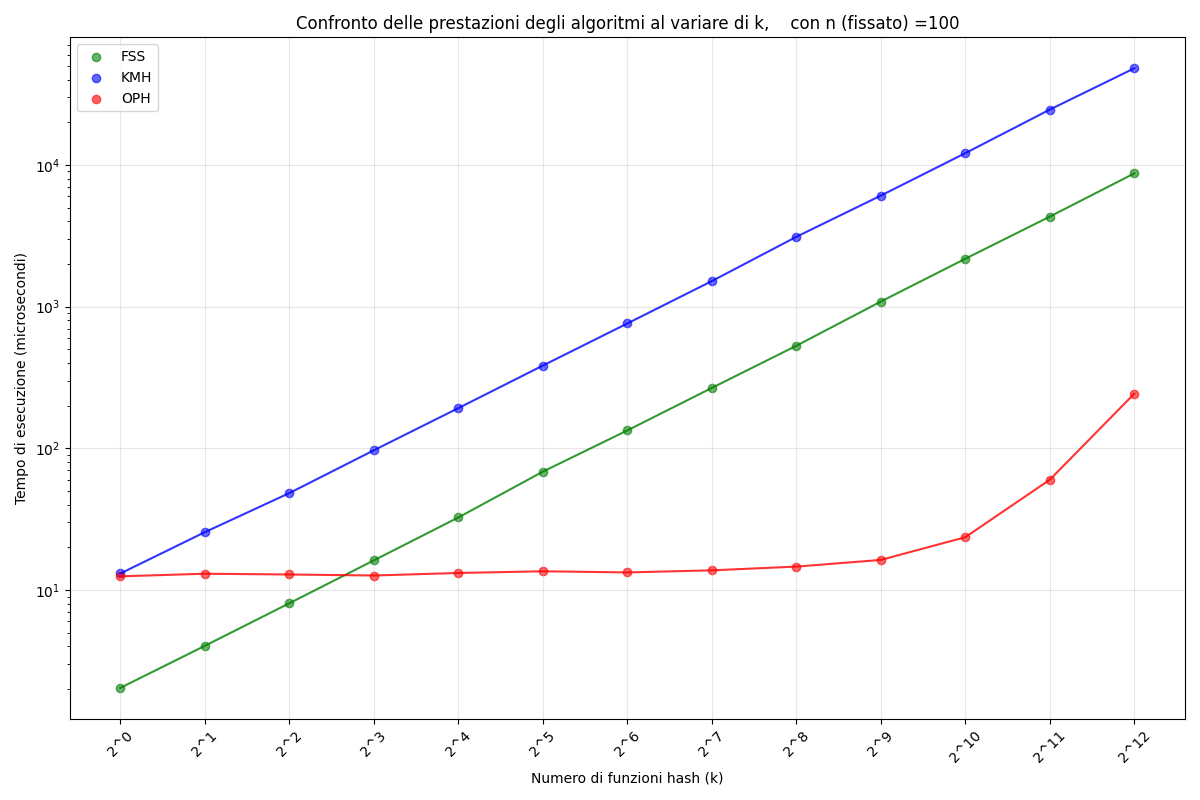 Confronto delle prestazioni degli algoritmi al variare di k,    con n (fissato) =100
FSS
KMH
OPH
Tempo di esecuzione (microsecondi)
10^4
10^3
10^2
10^1
2^0
2^1
2^2
2^3
2^4
2^5
2^6
2^7
2^8
2^9
2^10
2^11
2^12
Numero di funzioni hash (k)